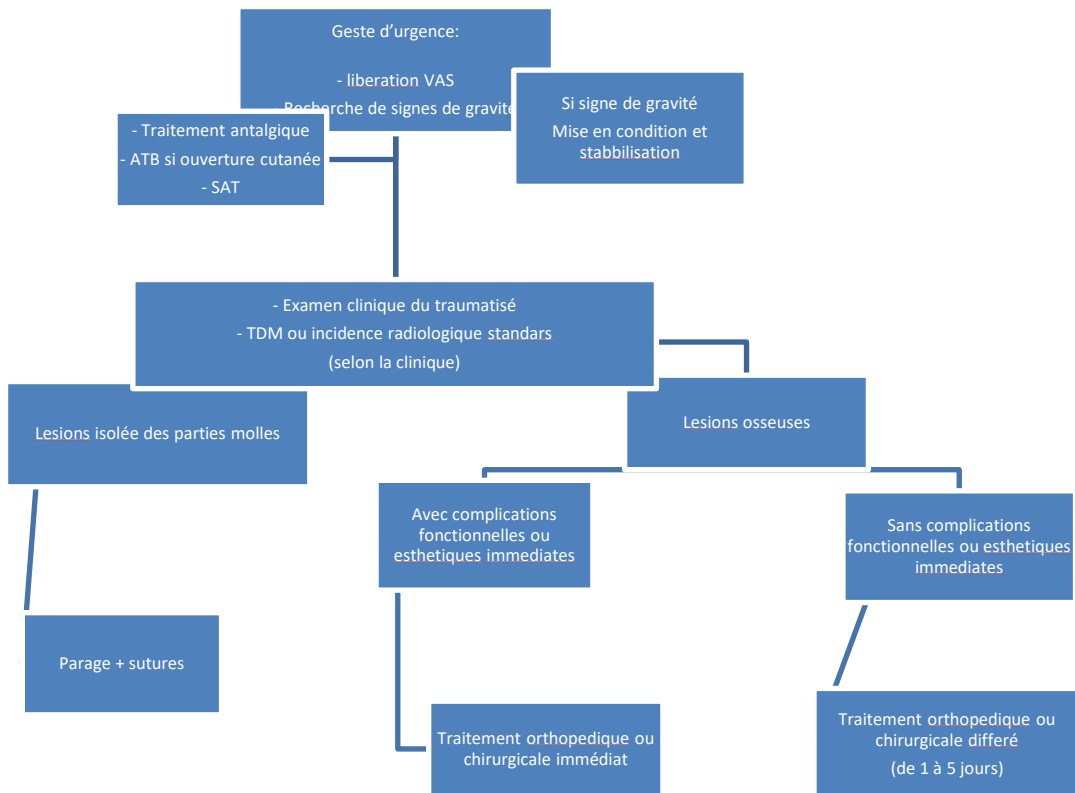 Geste d'urgence:
- liberation VAS
- Recherche de signes de gravité
Si signe de gravité
Mise en condition et
stabbilisation
- Traitement antalgique
- ATB si ouverture cutanée
- SAT
- Examen clinique du traumatisé
- TDM ou incidence radiologique standars
(selon la clinique)
Lesions isolée des parties molles
Lesions osseuses
Avec complications
fonctionnelles ou
esthetiques immediates
Sans complications
fonctionnelles ou esthetiques
immediates
Parage + sutures
Traitement orthopedique ou
chirurgicale immédiat
Traitement orthopedique ou
chirurgicale differé
(de 1 à 5 jours)